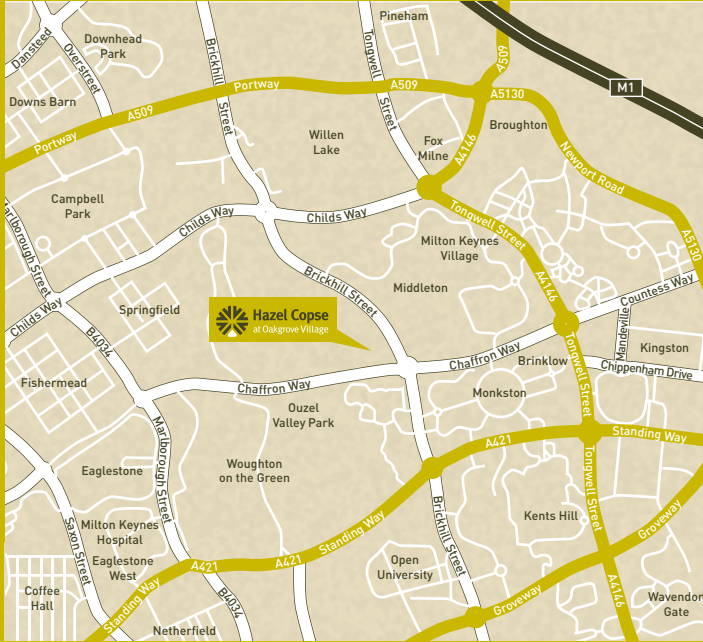 Pineham
Downhead
Park
Dansteed
Overstreet
Brickhill
Street
Tongwell
Street
A509
M1
Downs Barn
Portway
A509
Portway
A509
A5130
Broughton
Willen
Lake
Fox
Milne
A4146
Newport Road
A5130
Campbell
Park
Marlborough Street
Childs Way
Childs Way
Tongwell Street
Milton Keynes
Village
A4146
Middleton
Brickhill Street
Countess Way
Springfield
Hazel Copse
at Oakgrove Village
Childs Way
B4034
Mandeville
Kingston
Chaffron Way
Brinklow
Tongwell Street
Chippenham Drive
Fishermead
Chaffron Way
Monkston
Ouzel
Valley Park
Marlborough Street
A421
Standing Way
Eaglestone
Woughton
on the Green
Tongwell Street
Milton Keynes
Hospital
Saxon Street
Standing Way
Brickhill Street
Kents Hill
Groveway
Eaglestone
West
A421
A421
Open
University
Coffee
Hall
Standing Way
B4034
Groveway
A4146
Wavendon
Gate
Netherfield